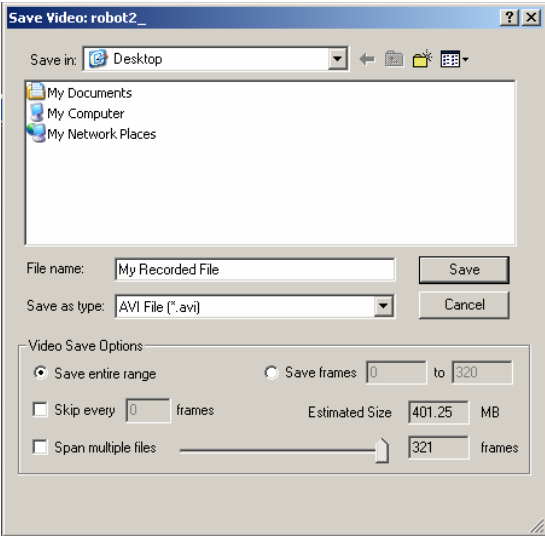 Save Video: robot2_
Save in: Desktop
My Documents
My Computer
My Network Places
File name: My Recorded File Save
Save as type: AVI File (*.avi) Cancel
Video Save Options
Save entire range Save frames 0 to 320
Skip every 0 frames Estimated Size 401.25 MB
Span multiple files 321 frames